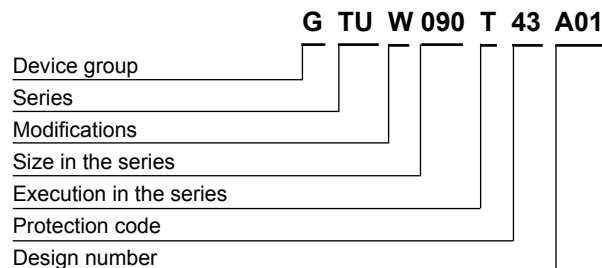 G TU W 090 T 43 A01
Device group
Series
Modifications
Size in the series
Execution in the series
Protection code
Design number